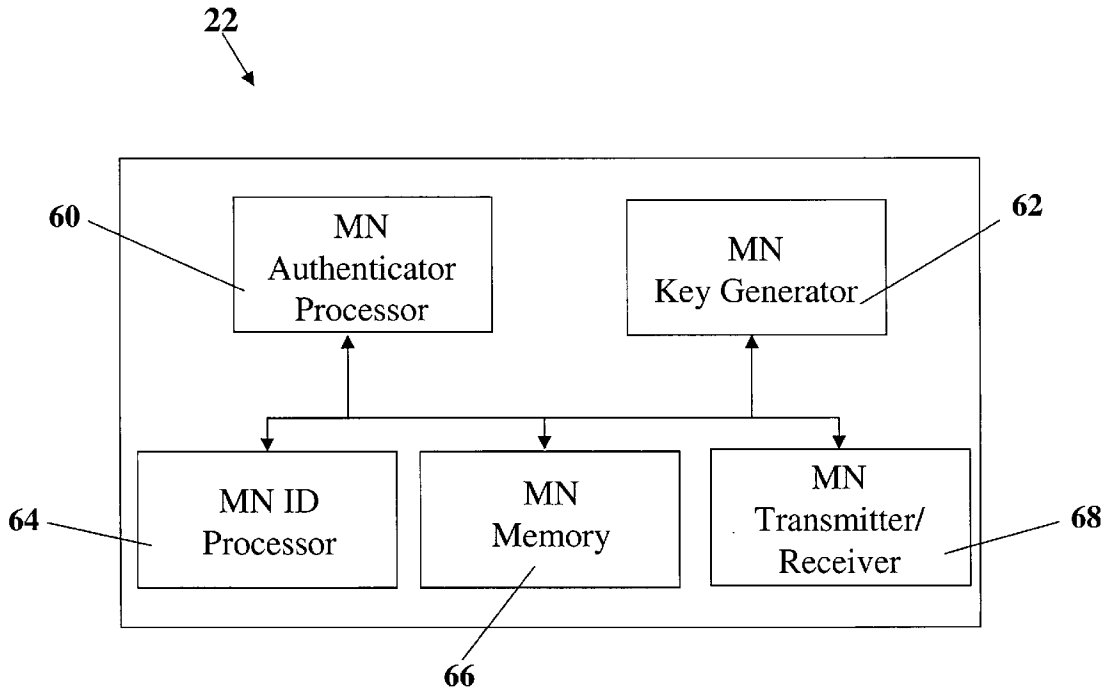 22
60
MN
Authenticator
Processor
62
MN
Key Generator
64
MN ID
Processor
MN
Memory
66
MN
Transmitter/
Receiver
68